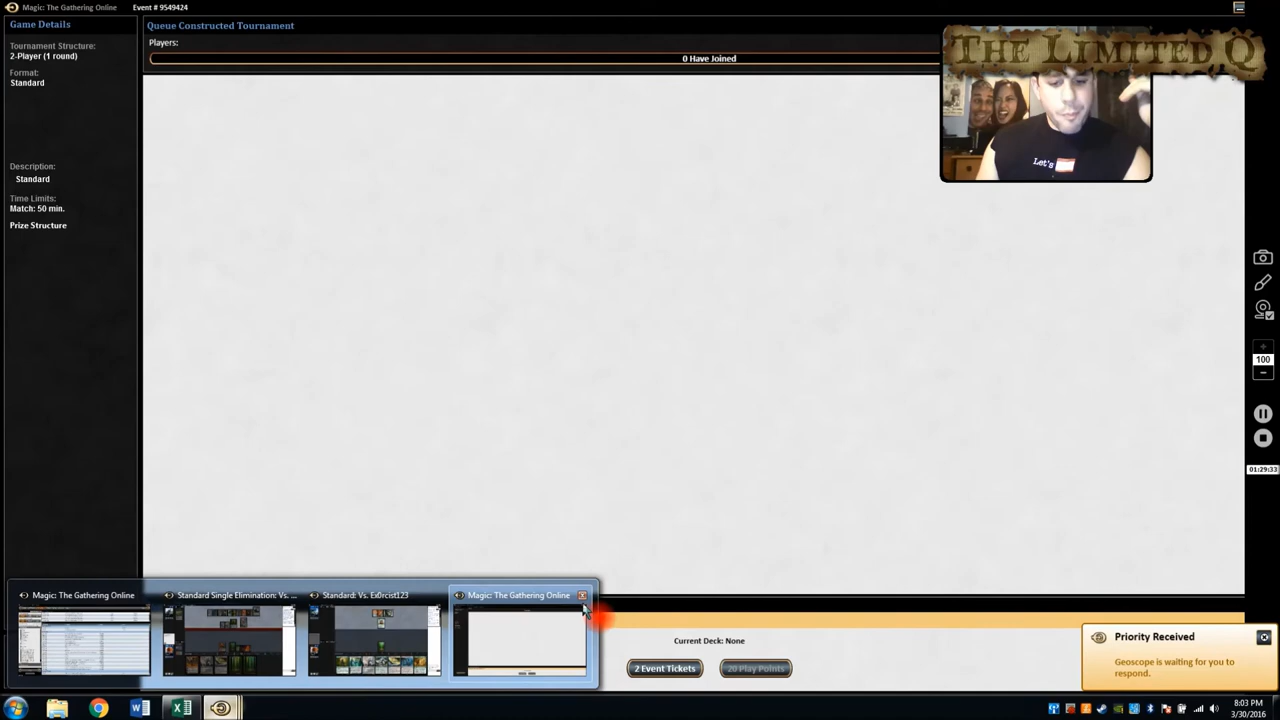 Magic: The Gathering Online
Event # 9549424
Game Details
Queue Constructed Tournament
Tournament Structure:
2-Player (1 round)
Players:
0 Have Joined
THE LIMITED Q
Format:
Standard
Let's
Description:
Standard
Time Limits:
Match: 50 min.
Prize Structure
100
01:29:33
Magic: The Gathering Online
Standard Single Elimination: Vs. ...
Standard: Vs. Ex0rcist123
Magic: The Gathering Online
Current Deck: None
2 Event Tickets
20 Play Points
Priority Received
Geoscope is waiting for you to
respond.
8:03 PM
3/30/2016